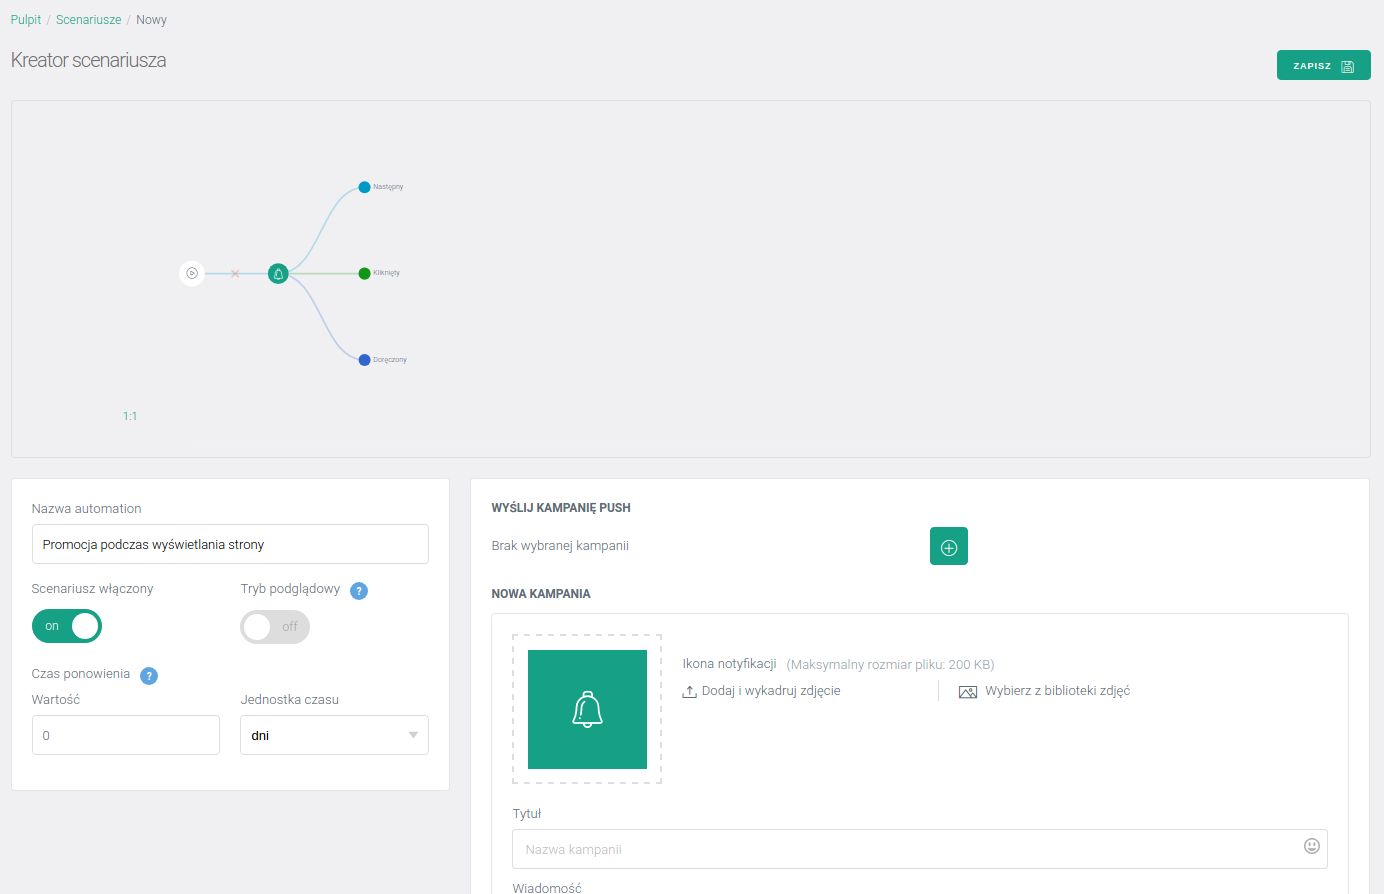 Pulpit / Scenariusze / Nowy
Kreator scenariusza
ZAPISZ
Następny
Kliknięty
Doręczony
1:1
Nazwa automation
Promocja podczas wyświetlania strony
Scenariusz włączony
Tryb podglądowy ?
on
off
Czas ponowienia ?
Wartość
Jednostka czasu
0
dni
WYŚLIJ KAMPANIĘ PUSH
Brak wybranej kampanii
NOWA KAMPANIA
Ikona notyfikacji (Maksymalny rozmiar pliku: 200 KB)
Dodaj i wykadruj zdjęcie
Wybierz z biblioteki zdjęć
Tytuł
Nazwa kampanii
Wiadomość